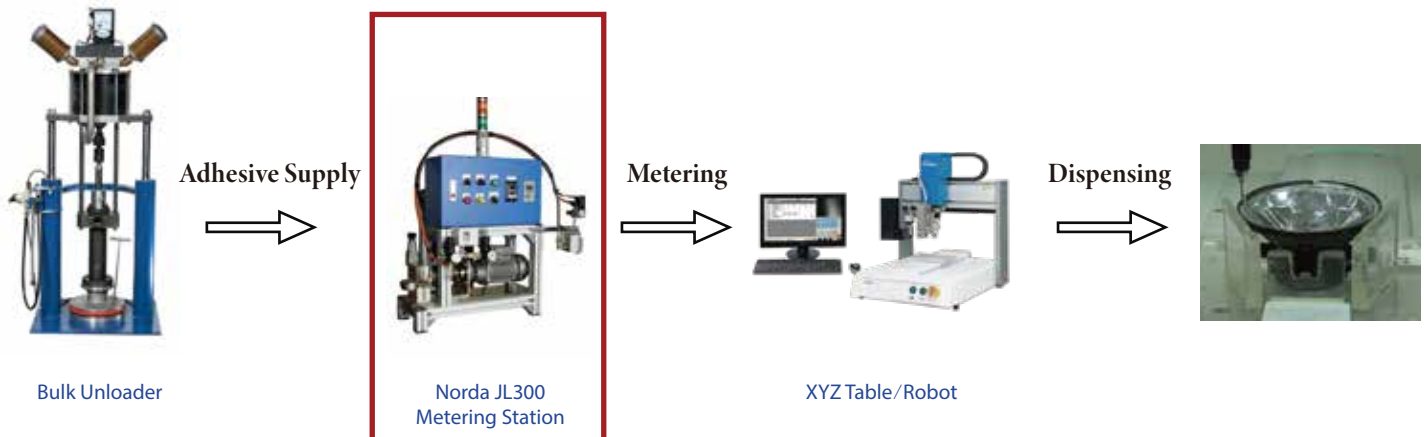 Adhesive Supply
Metering
Dispensing
Bulk Unloader
Norda JL300
Metering Station
XYZ Table/Robot